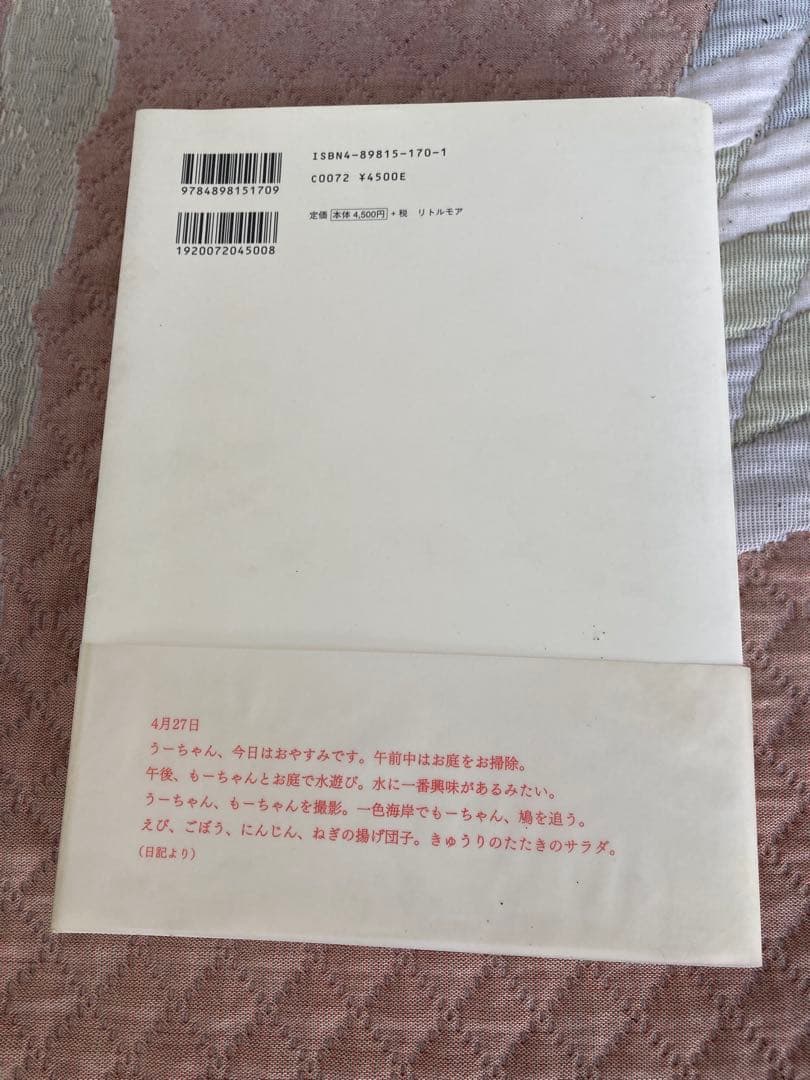 ISBN4-89815-170-1
9784898151709
C0072 ¥4500E
定価 本体 4,500円 + 税 リトルモア
1920072045008
4月27日
うーちゃん、今日はおやすみです。午前中はお庭をお掃除。
午後、もーちゃんとお庭で水遊び。水に一番興味があるみたい。
うーちゃん、もーちゃんを撮影。一色海岸でもーちゃん、鳩を追う。
えび、ごぼう、にんじん、ねぎの揚げ団子。きゅうりのたたきのサラダ。
（日記より）